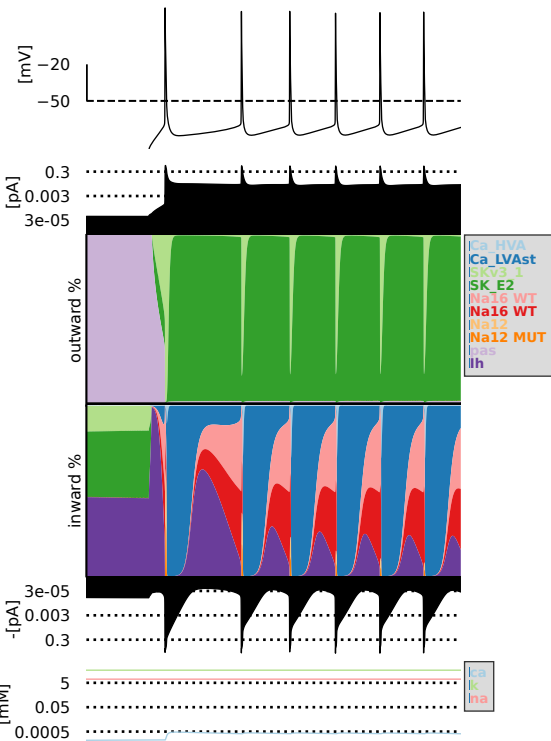 [mV]
−20
−50
[pA]
0.3
0.003
3e-05
outward %
Ca_HVA
Ca_LVAst
SKv3_1
SK_E2
Na16 WT
Na16 WT
Na12
Na12 MUT
pas
Ih
inward %
-[pA]
3e-05
0.003
0.3
[mM]
5
0.05
0.0005
ca
k
na